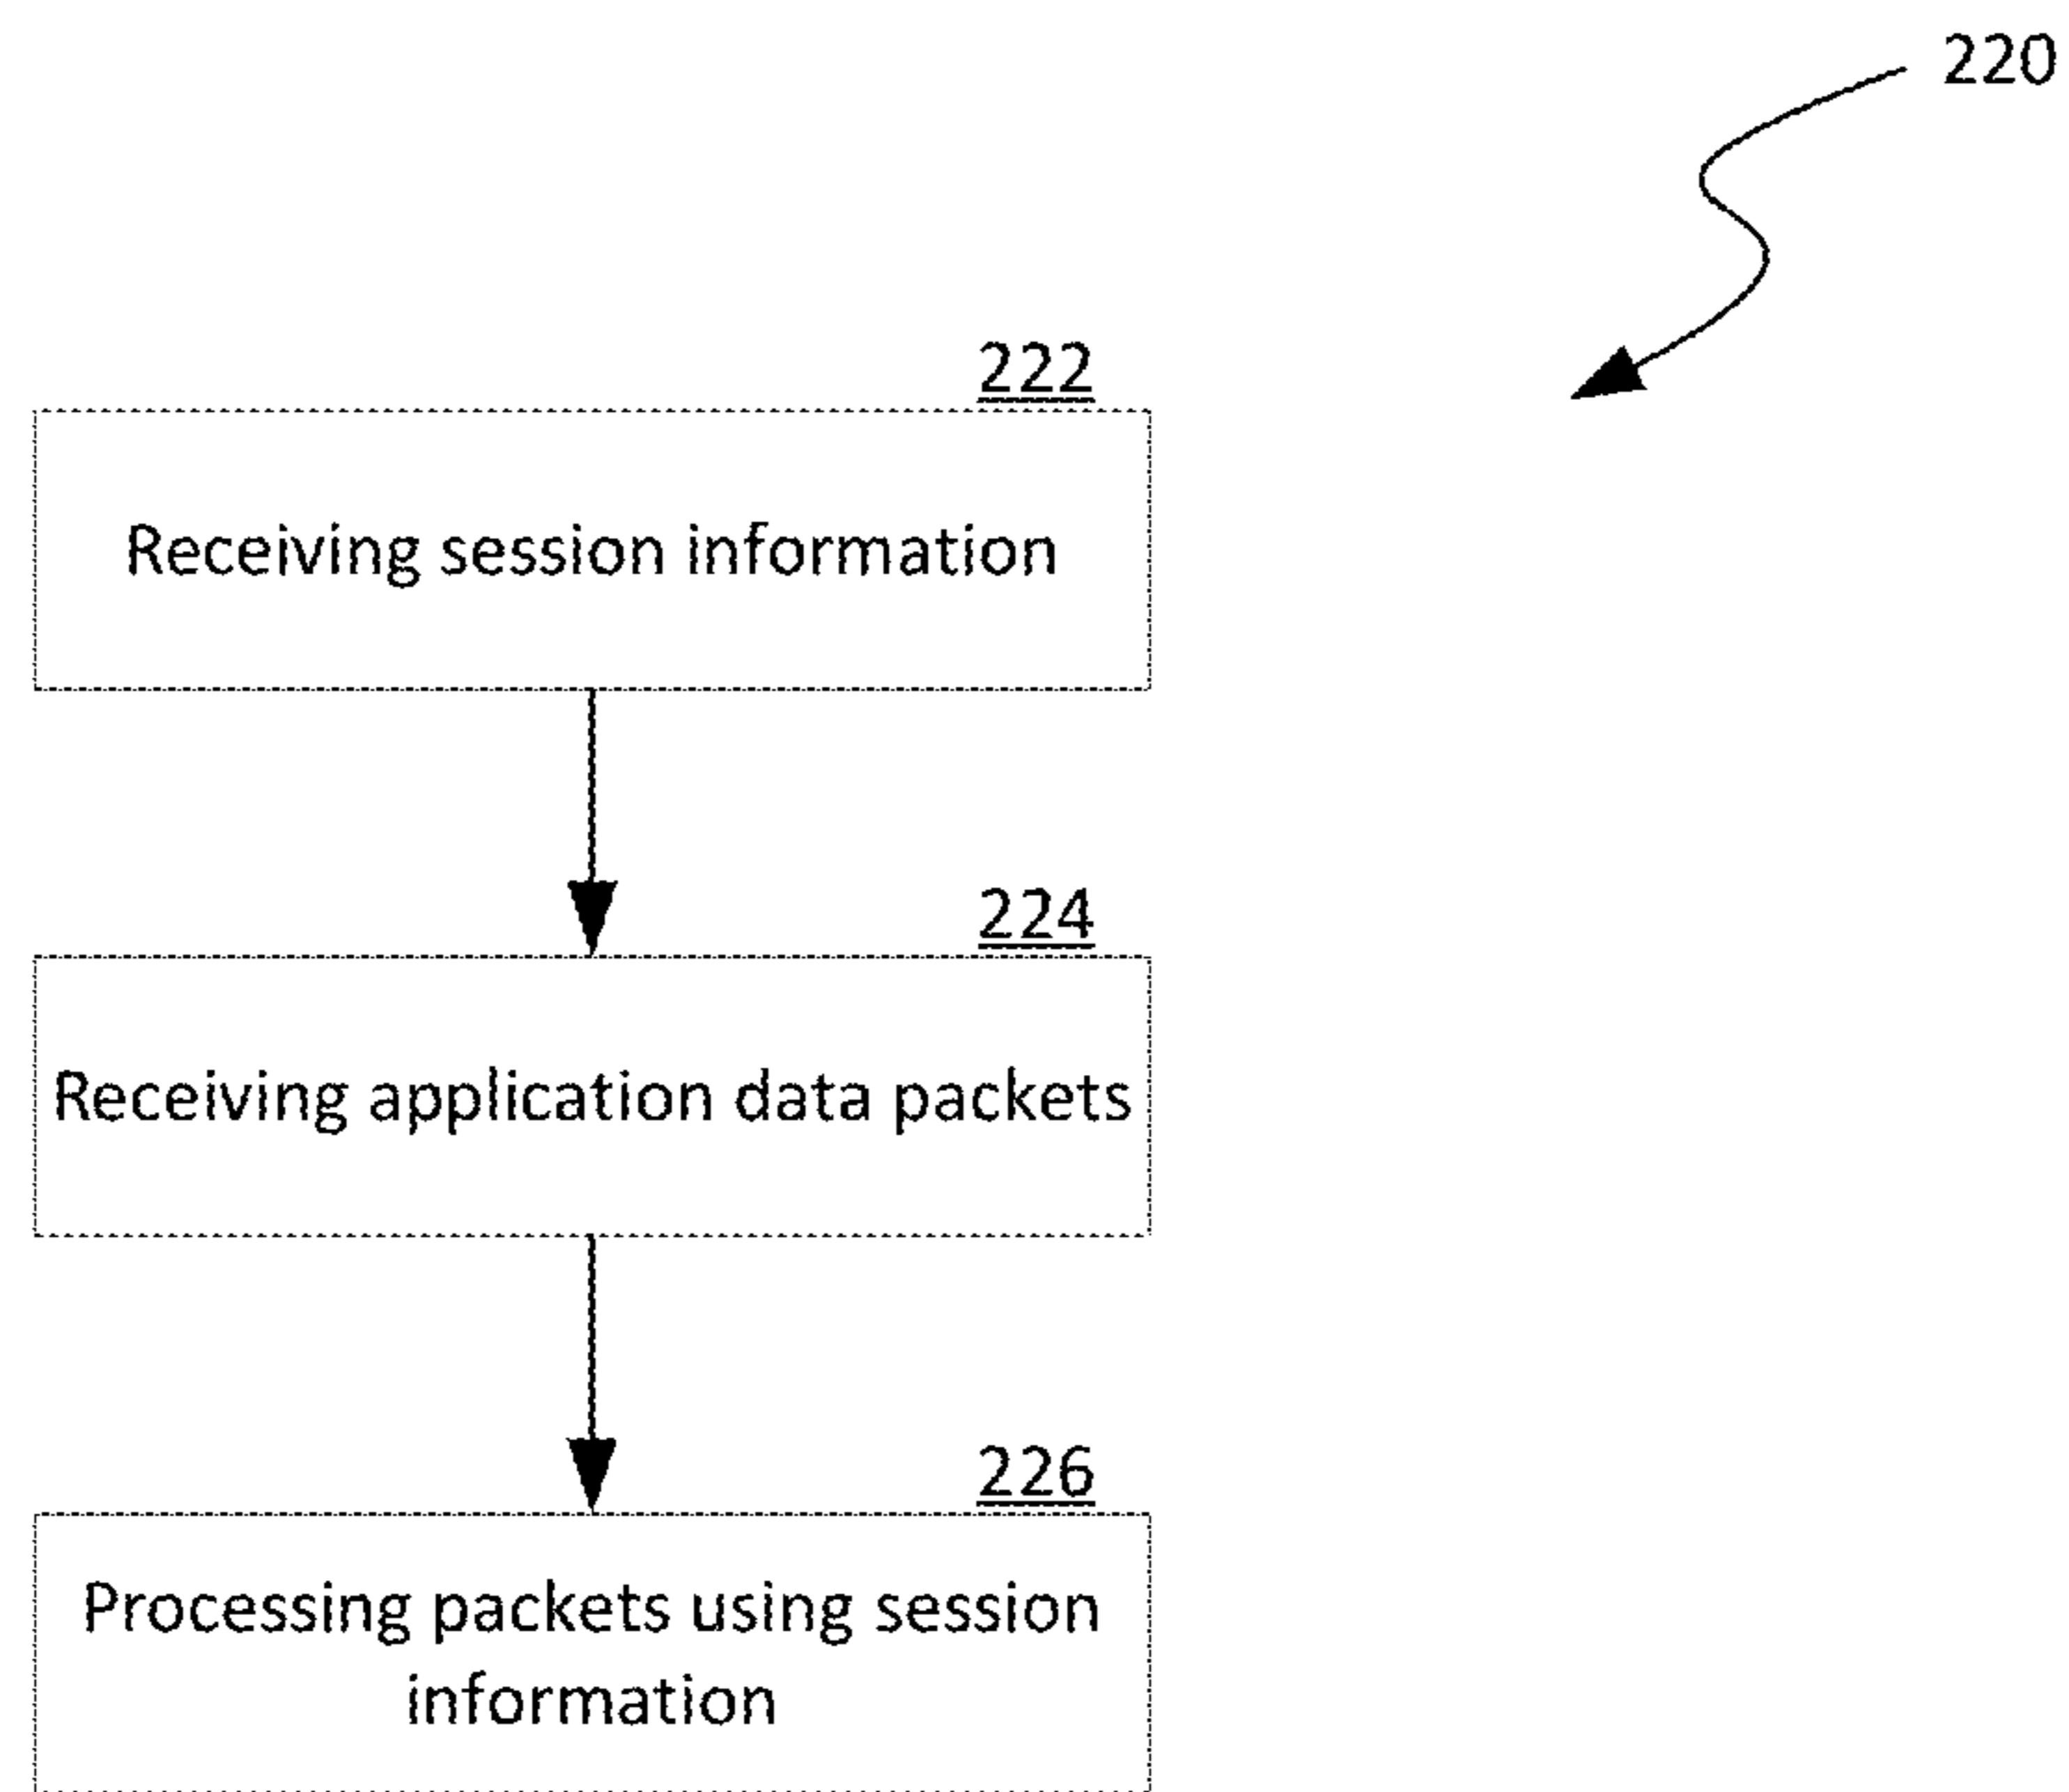 220
222
Receiving session information
224
Receiving application data packets
226
Processing packets using session
information